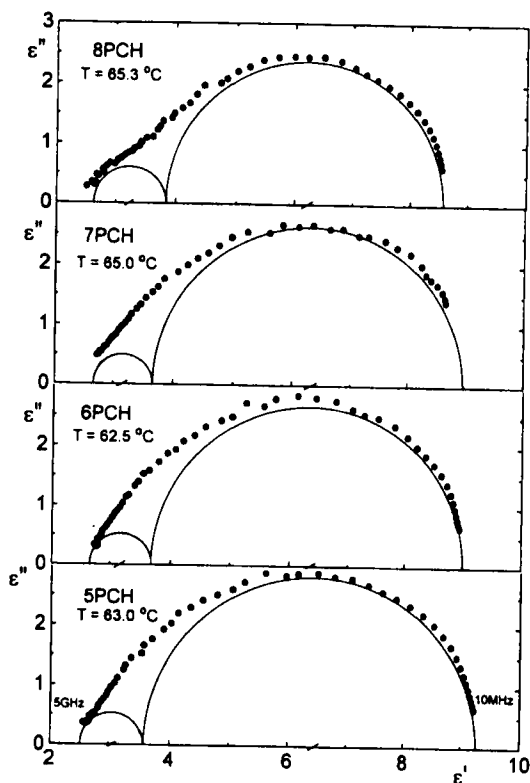 3
ε"
8PCH
T = 65.3 °C
2
1
0
ε"
7PCH
T = 65.0 °C
2
1
0
ε"
6PCH
T = 62.5 °C
2
1
0
ε"
5PCH
T = 63.0 °C
2
1
5GHz
10MHz
0
2 4 6 8 10
ε'